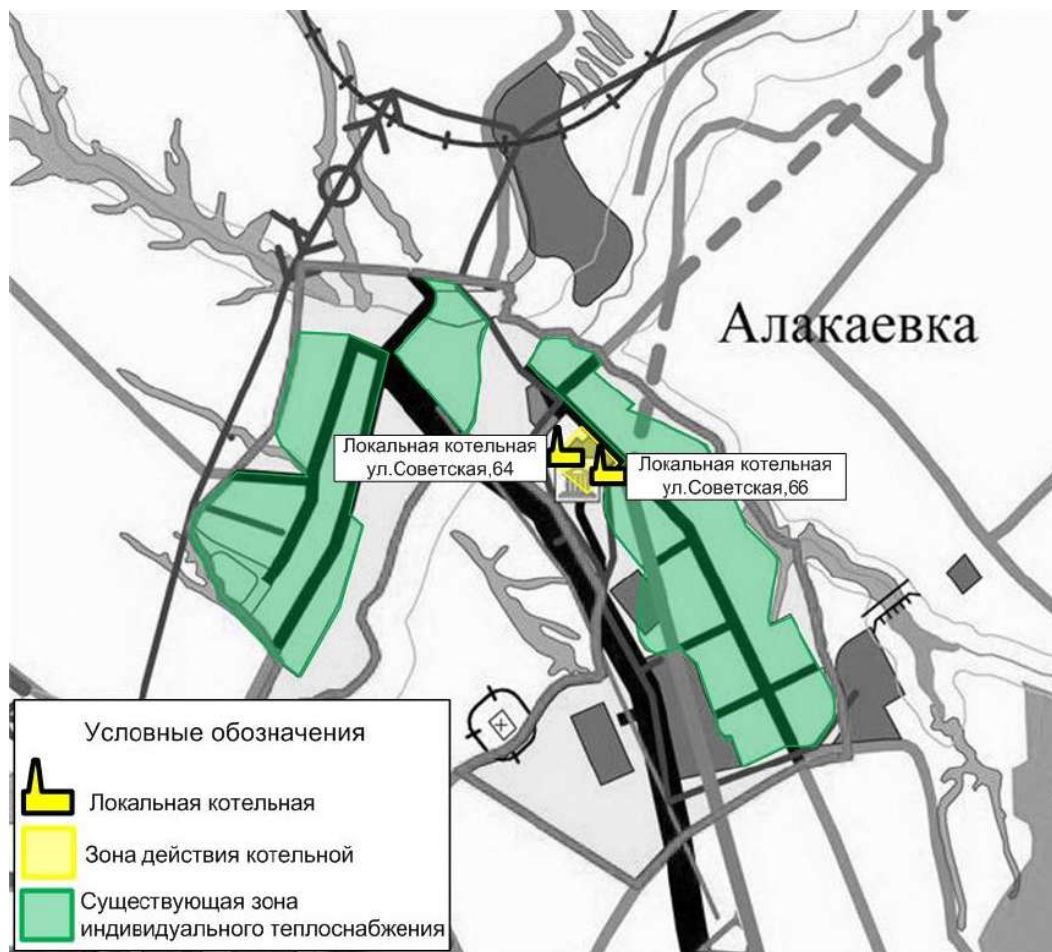 Алакаевка
Локальная котельная
ул.Советская,64
Локальная котельная
ул.Советская,66
Условные обозначения
Локальная котельная
Зона действия котельной
Существующая зона
индивидуального теплоснабжения